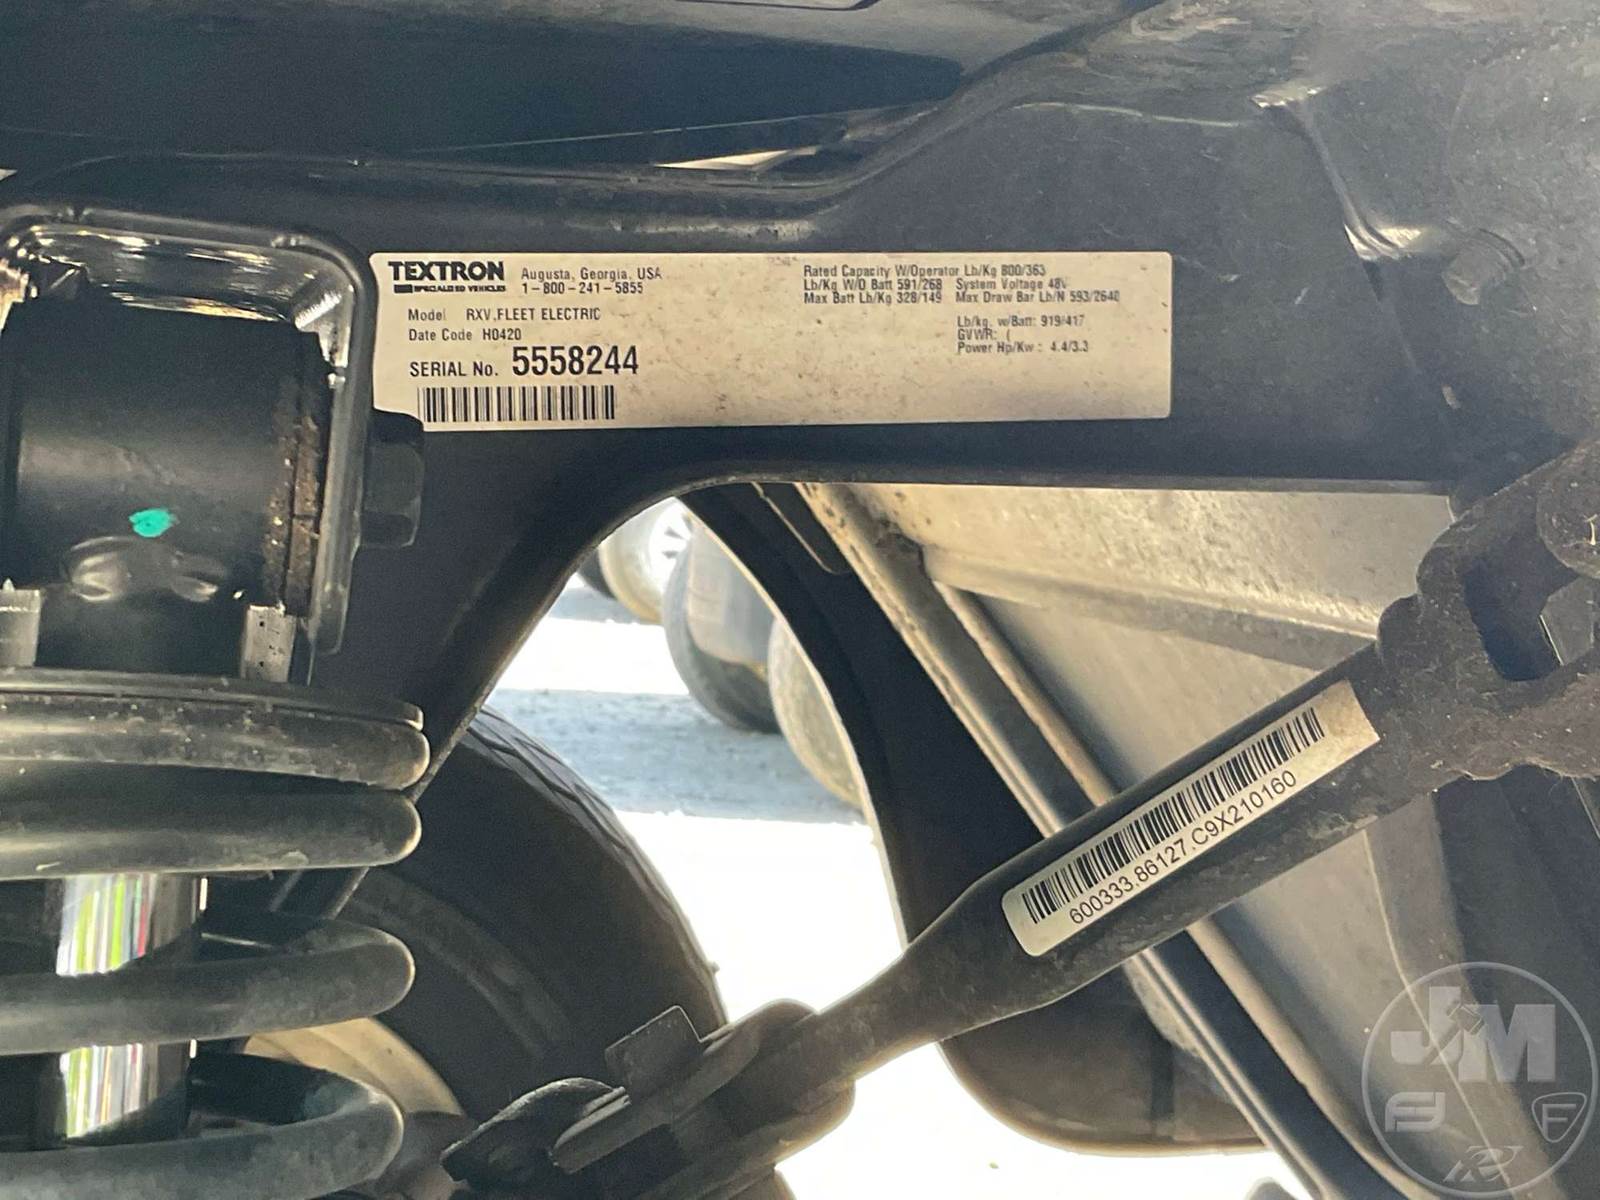 TEXTRON
SPECIALIZED VEHICLES
Augusta, Georgia, USA
1-800-241-5855
Model RXV,FLEET ELECTRIC
Date Code H0420
SERIAL No. 5558244
Rated Capacity W/Operator Lb/Kg 800/363
Lb/Kg W/O Batt 591/268 System Voltage 48V
Max Batt Lb/Kg 328/149 Max Draw Bar Lb/N 593/2640
Lb/kg. w/Batt: 919/417
GVWR: (
Power Hp/Kw : 4.4/3.3
600333.86127.C9X210160
JM
F